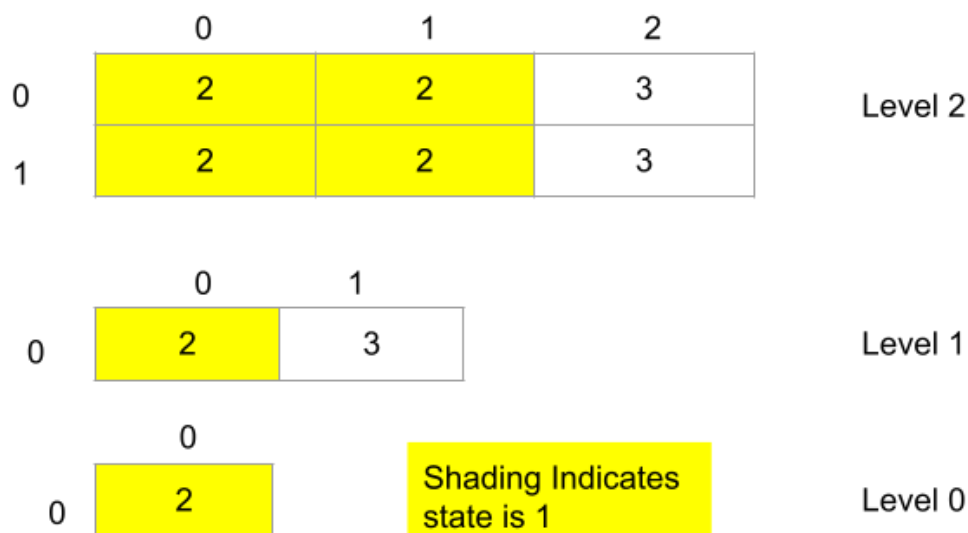 0 1 2
0 2 2 3 Level 2
1 2 2 3
0 1
0 2 3 Level 1
0
0 2 Level 0
Shading Indicates
state is 1